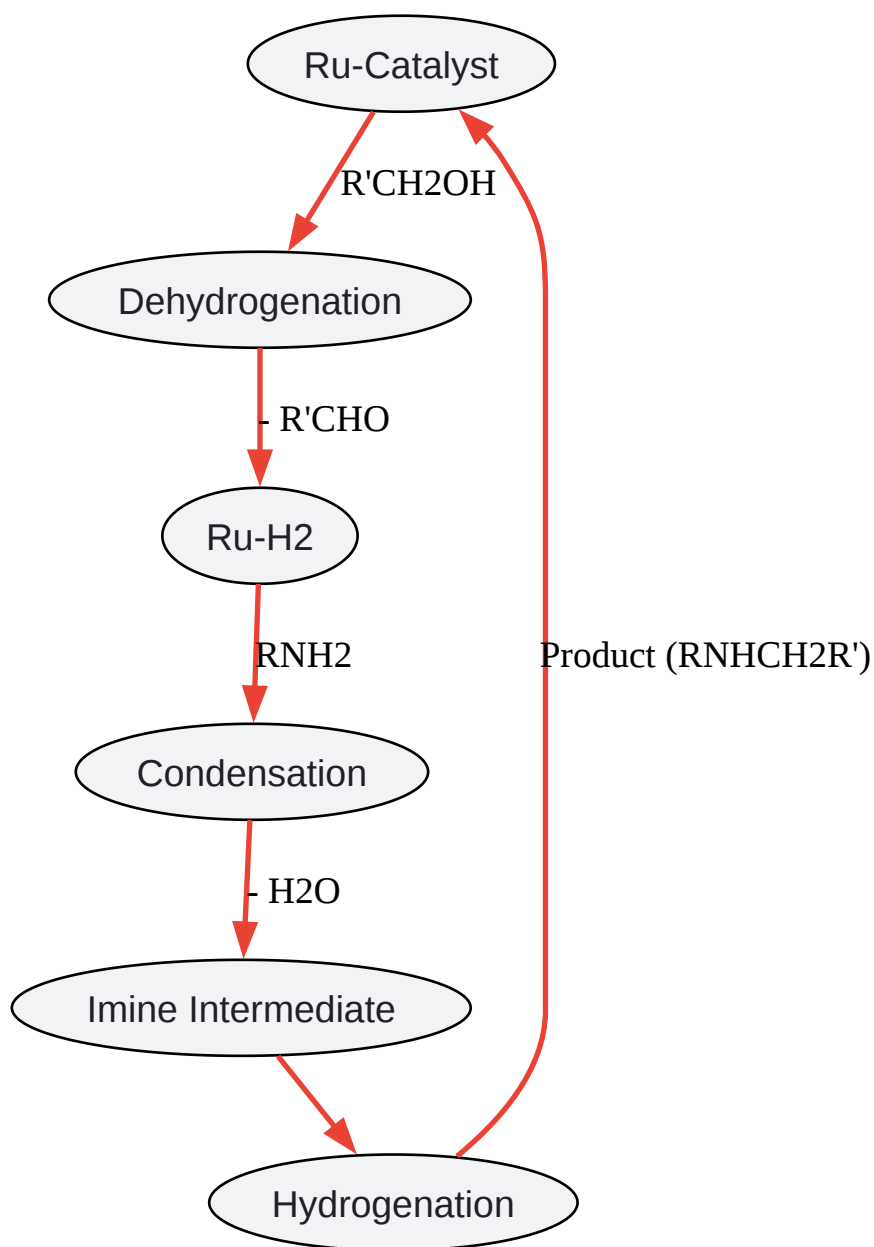 Ru-Catalyst
R'CH2OH
Dehydrogenation
- R'CHO
Ru-H2
RNH2
Product (RNHCH2R')
Condensation
- H2O
Imine Intermediate
Hydrogenation